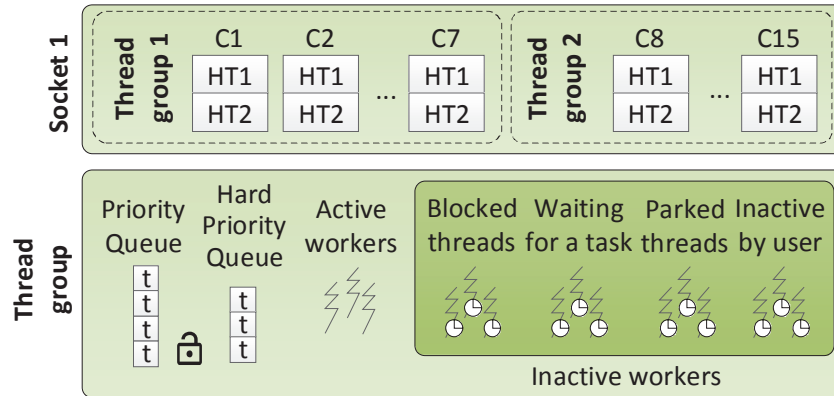 Socket 1
Thread
group 1
C1 C2 C7
HT1 HT1 HT1
...
HT2 HT2 HT2
Thread
group 2
C8 C15
HT1 HT1
...
HT2 HT2
Thread
group
Priority
Queue
t
t
t
t
Hard
Priority
Queue
t
t
t
Active
workers
Blocked
threads
Waiting
for a task
Parked
threads
Inactive
by user
Inactive workers